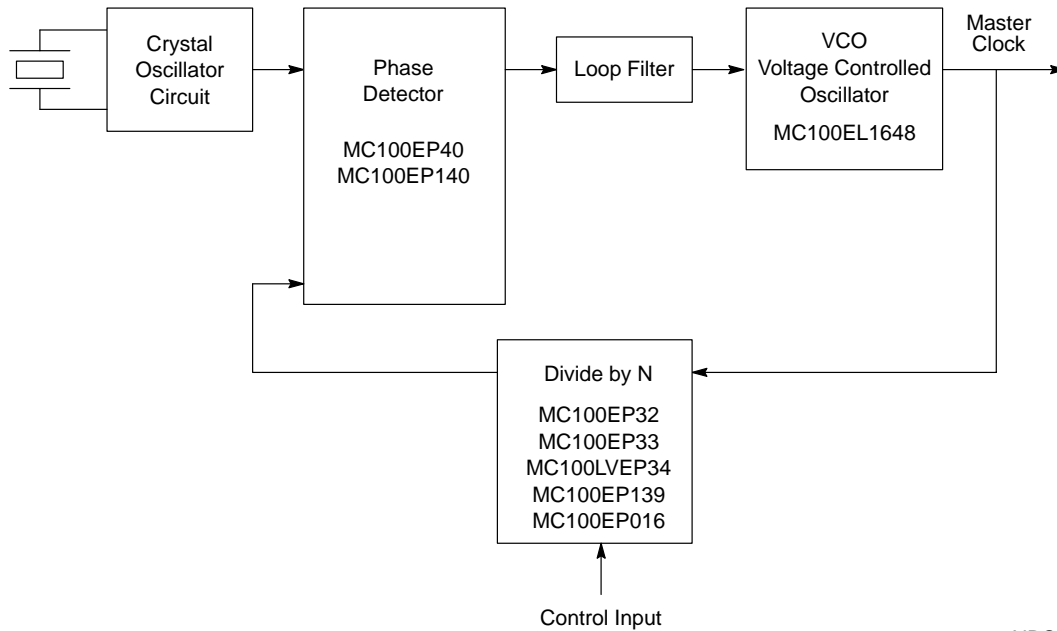 Crystal
Oscillator
Circuit
Phase
Detector
MC100EP40
MC100EP140
Loop Filter
VCO
Voltage Controlled
Oscillator
MC100EL1648
Master
Clock
Divide by N
MC100EP32
MC100EP33
MC100LVEP34
MC100EP139
MC100EP016
Control Input